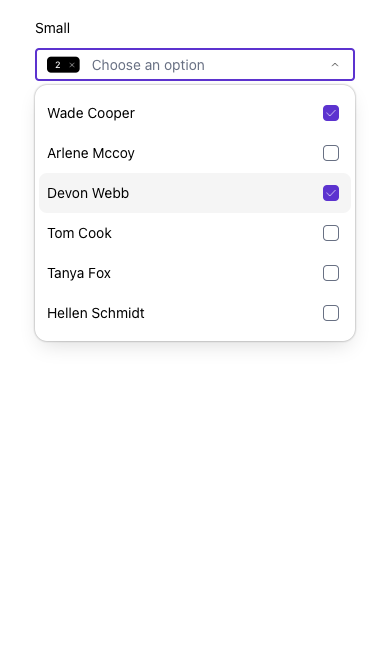 Small
2 × Choose an option
Wade Cooper
Arlene Mccoy
Devon Webb
Tom Cook
Tanya Fox
Hellen Schmidt